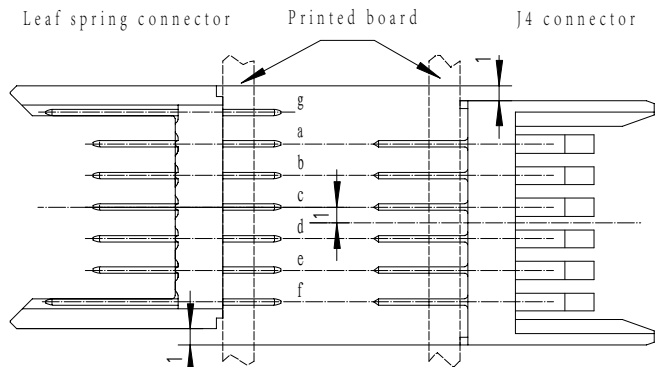 Leaf spring connector Printed board J4 connector
1
g
a
b
c
1
d
e
f
1